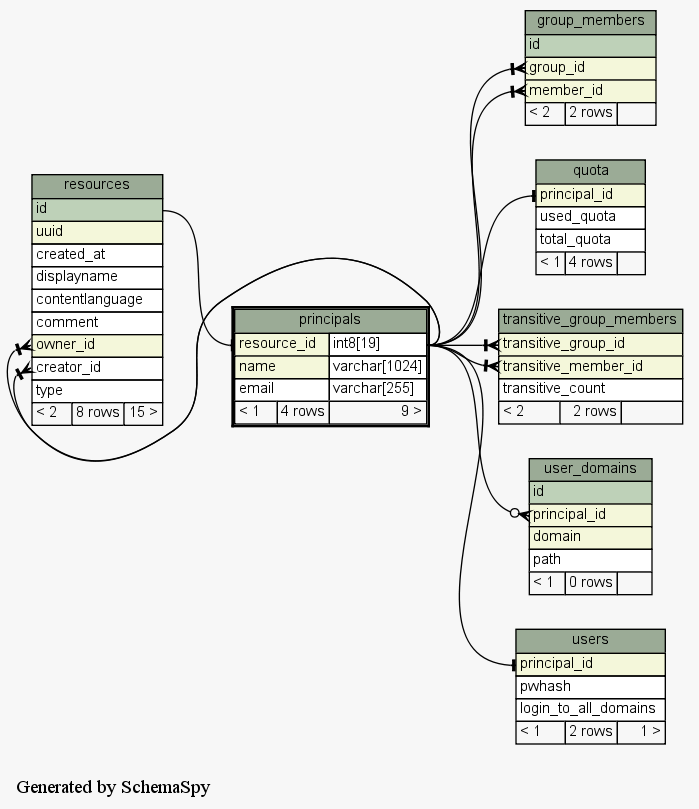 group_members
id
group_id
member_id
< 2 2 rows
quota
principal_id
used_quota
total_quota
< 1 4 rows
resources
id
uuid
created_at
displayname
contentlanguage
comment
owner_id
creator_id
type
< 2 8 rows 15 >
principals
resource_id int8[19]
name varchar[1024]
email varchar[255]
< 1 4 rows 9 >
transitive_group_members
transitive_group_id
transitive_member_id
transitive_count
< 2 2 rows
user_domains
id
principal_id
domain
path
< 1 0 rows
users
principal_id
pwhash
login_to_all_domains
< 1 2 rows 1 >
Generated by SchemaSpy